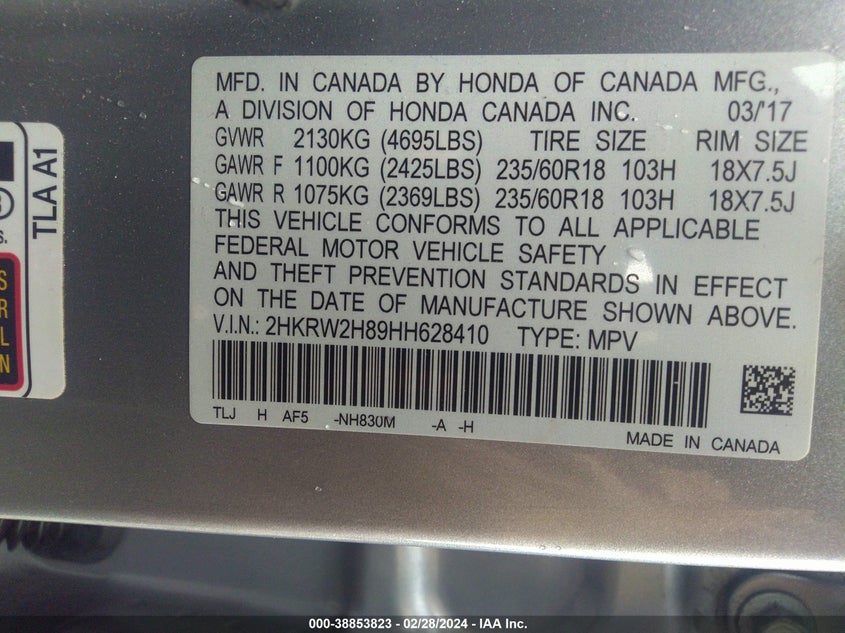 MFD. IN CANADA BY HONDA OF CANADA MFG.,
A DIVISION OF HONDA CANADA INC. 03/'17
GVWR 2130KG (4695LBS) TIRE SIZE RIM SIZE
GAWR F 1100KG (2425LBS) 235/60R18 103H 18X7.5J
GAWR R 1075KG (2369LBS) 235/60R18 103H 18X7.5J
THIS VEHICLE CONFORMS TO ALL APPLICABLE
FEDERAL MOTOR VEHICLE SAFETY
AND THEFT PREVENTION STANDARDS IN EFFECT
ON THE DATE OF MANUFACTURE SHOWN ABOVE.
V.I.N.: 2HKRW2H89HH628410 TYPE: MPV
TLJ H AF5 -NH830M -A -H
MADE IN CANADA
TLA A1
000-38853823 - 02/28/2024 - IAA Inc.